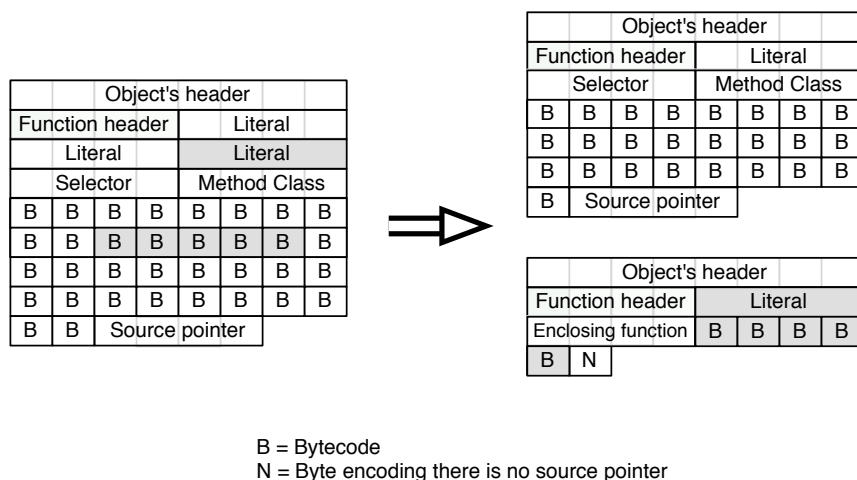 Object's header
Function header Literal
Literal Literal
Selector Method Class
B B B B B B B B
B B B B B B B B
B B B B B B B B
B B B B B B B B
B B Source pointer
Object's header
Function header Literal
Selector Method Class
B B B B B B B B
B B B B B B B B
B B B B B B B B
B Source pointer
Object's header
Function header Literal
Enclosing function B B B B
B N
B = Bytecode
N = Byte encoding there is no source pointer